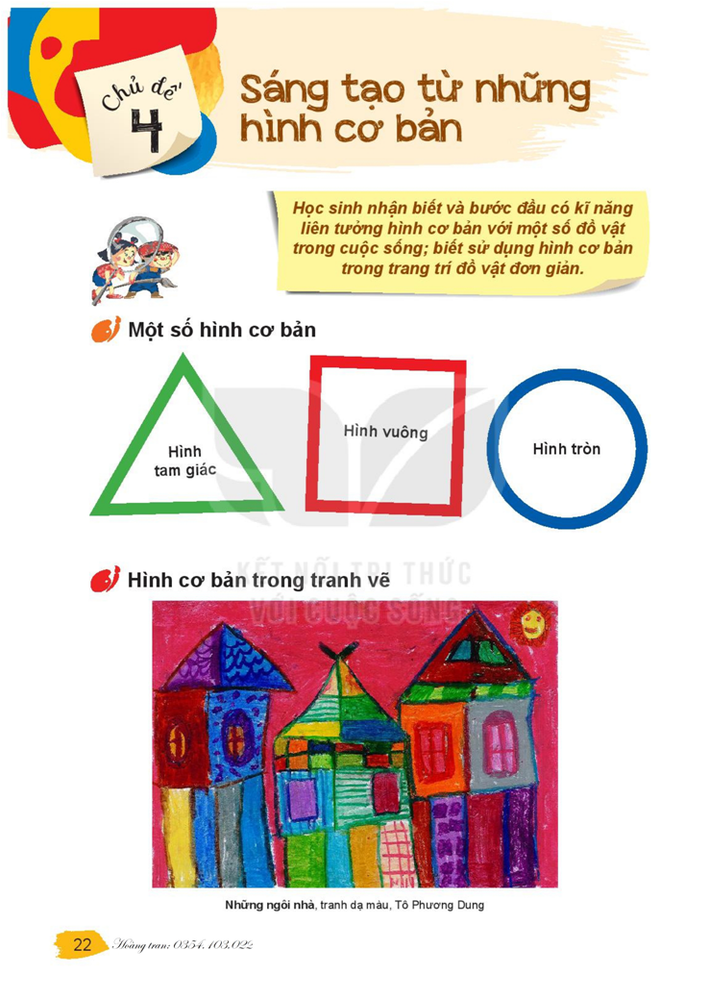 Chủ đề
4
Sáng tạo từ những
hình cơ bản
Học sinh nhận biết và bước đầu có kĩ năng
liên tưởng hình cơ bản với một số đồ vật
trong cuộc sống; biết sử dụng hình cơ bản
trong trang trí đồ vật đơn giản.
Một số hình cơ bản
Hình
tam giác
Hình vuông
Hình tròn
KẾT NỐI TRI THỨC
VỚI CUỘC SỐNG
Hình cơ bản trong tranh vẽ
Những ngôi nhà, tranh dạ màu, Tô Phương Dung
22
Hoàng tran: 0354.103.022